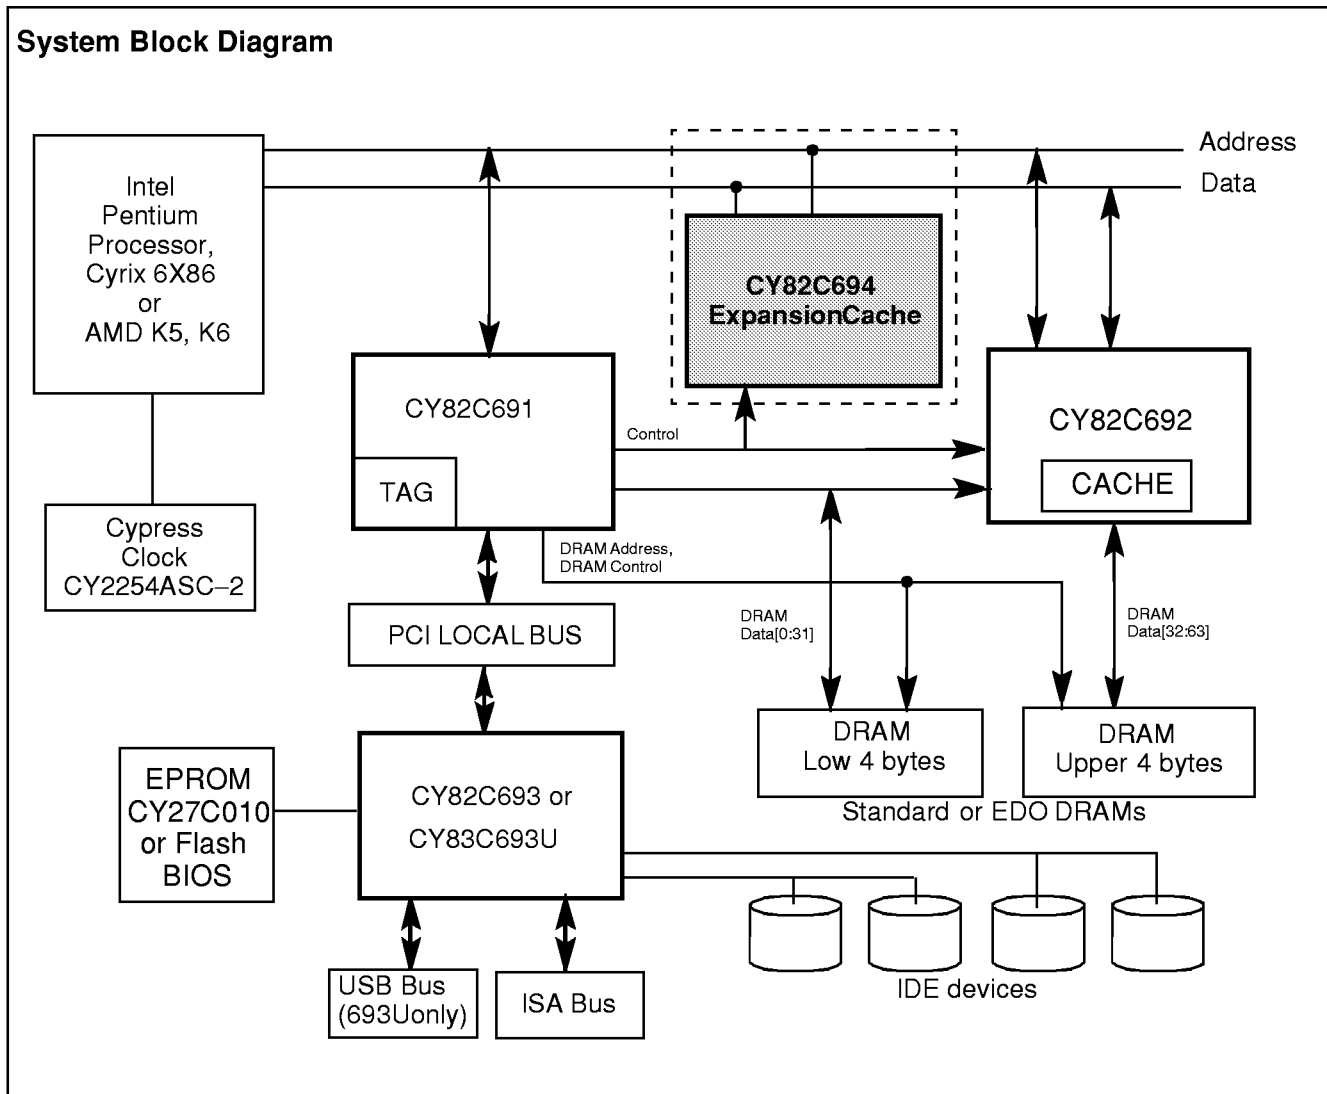 System Block Diagram
Address
Data
Intel
Pentium
Processor,
Cyrix 6X86
or
AMD K5, K6
CY82C694
ExpansionCache
CY82C691
TAG
Control
CY82C692
CACHE
Cypress
Clock
CY2254ASC–2
DRAM Address,
DRAM Control
DRAM
Data[0:31]
DRAM
Data[32:63]
PCI LOCAL BUS
DRAM
Low 4 bytes
DRAM
Upper 4 bytes
Standard or EDO DRAMs
EPROM
CY27C010
or Flash
BIOS
CY82C693 or
CY83C693U
USB Bus
(693Uonly)
ISA Bus
IDE devices